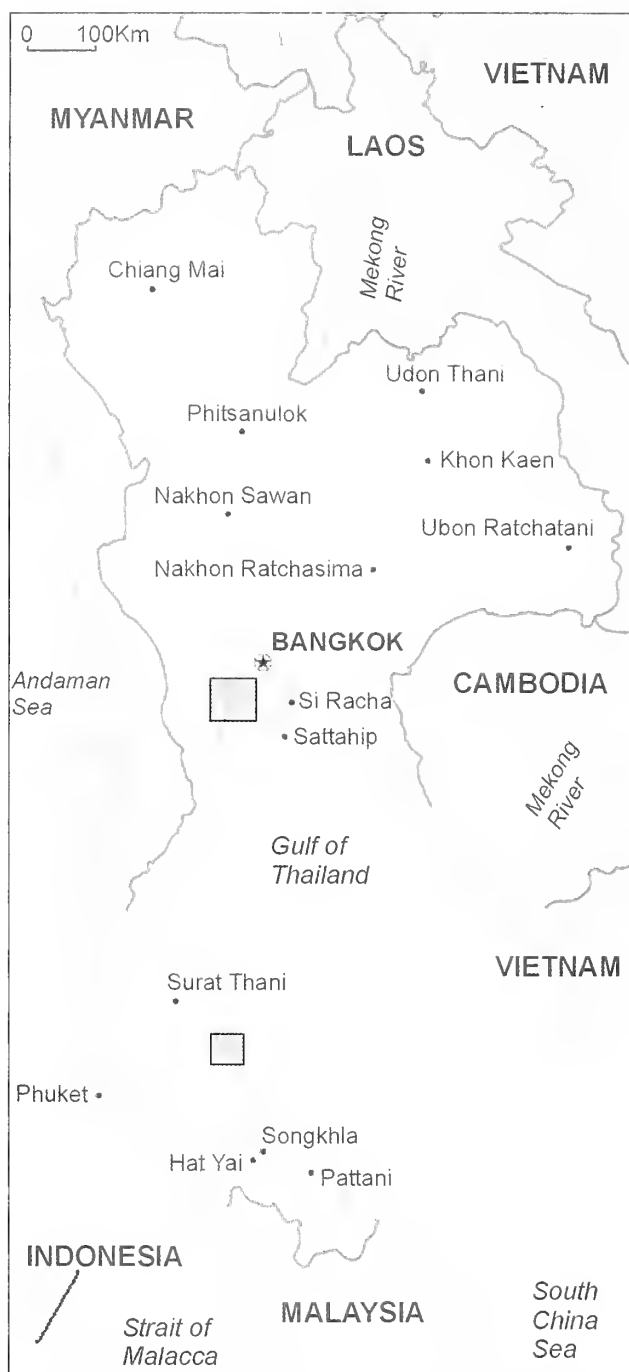 0 100Km
VIETNAM
MYANMAR
LAOS
Mekong
River
Chiang Mai
Udon Thani
Phitsanulok
Khon Kaen
Nakhon Sawan
Ubon Ratchatani
Nakhon Ratchasima
BANGKOK
Andaman
Sea
CAMBODIA
Si Racha
Sattahip
Mekong
River
Gulf of
Thailand
VIETNAM
Surat Thani
Phuket
Songkhla
Hat Yai
Pattani
INDONESIA
MALAYSIA
South
China
Sea
Strait of
Malacca